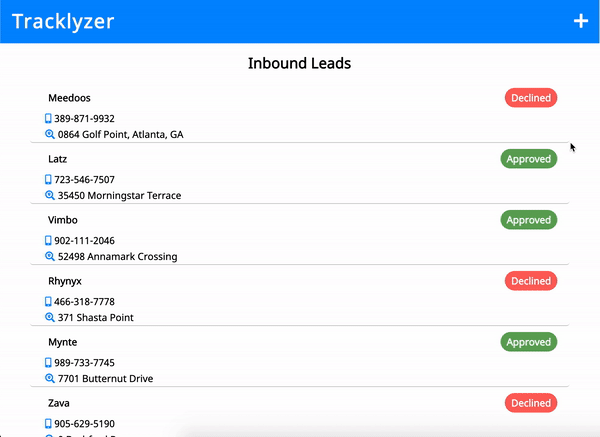 Tracklyzer
Inbound Leads
Meedoos Declined
389-871-9932
0864 Golf Point, Atlanta, GA
Latz Approved
723-546-7507
35450 Morningstar Terrace
Vimbo Approved
902-111-2046
52498 Annamark Crossing
Rhynyx Declined
466-318-7778
371 Shasta Point
Mynte Approved
989-733-7745
7701 Butternut Drive
Zava Declined
905-629-5190